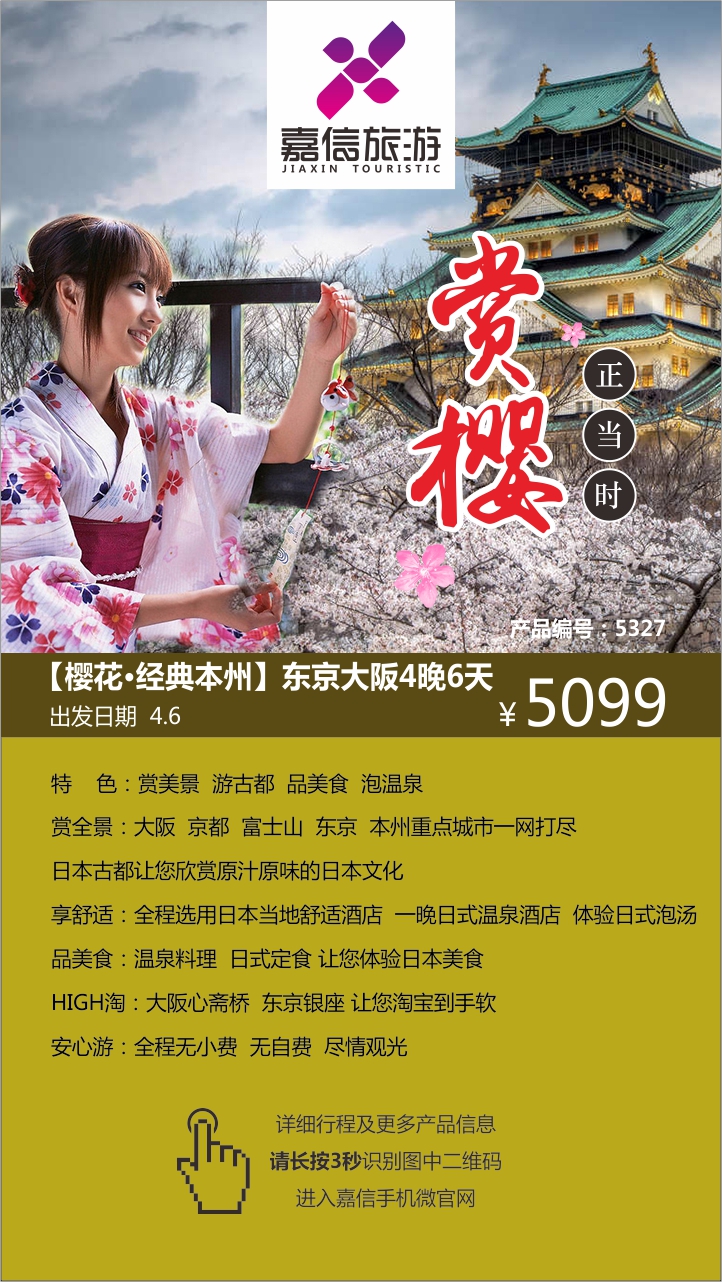 嘉信旅游
JIAXIN TOURISTIC
赏樱
正当时
产品编号：5327
【樱花·经典本州】东京大阪4晚6天
出发日期 4.6
¥5099
特 色：赏美景 游古都 品美食 泡温泉
赏全景：大阪 京都 富士山 东京 本州重点城市一网打尽
日本古都让您欣赏原汁原味的日本文化
享舒适：全程选用日本当地舒适酒店 一晚日式温泉酒店 体验日式泡汤
品美食：温泉料理 日式定食 让您体验日本美食
HIGH淘：大阪心斋桥 东京银座 让您淘宝到手软
安心游：全程无小费 无自费 尽情观光
详细行程及更多产品信息
请长按3秒识别图中二维码
进入嘉信手机微官网